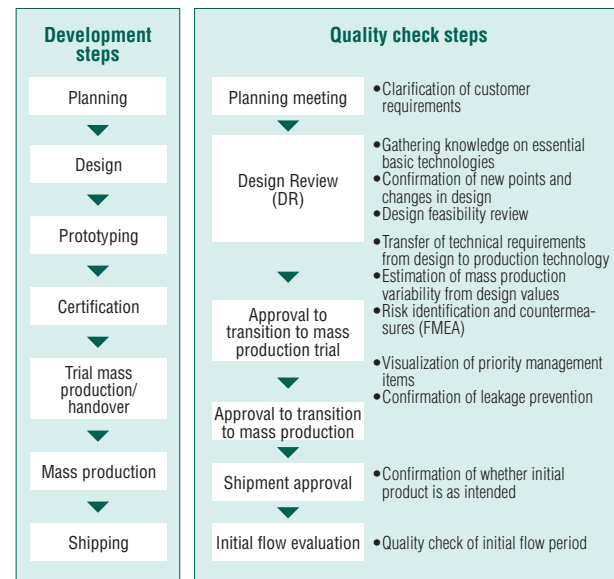 Development
steps
Planning
Design
Prototyping
Certification
Trial mass
production/
handover
Mass production
Shipping
Quality check steps
Planning meeting
•Clarification of customer
requirements
Design Review
(DR)
•Gathering knowledge on essential
basic technologies
•Confirmation of new points and
changes in design
•Design feasibility review
•Transfer of technical requirements
from design to production technology
•Estimation of mass production
variability from design values
•Risk identification and countermea-
sures (FMEA)
Approval to
transition to mass
production trial
•Visualization of priority management
items
•Confirmation of leakage prevention
Approval to transition
to mass production
Shipment approval
•Confirmation of whether initial
product is as intended
Initial flow evaluation
•Quality check of initial flow period